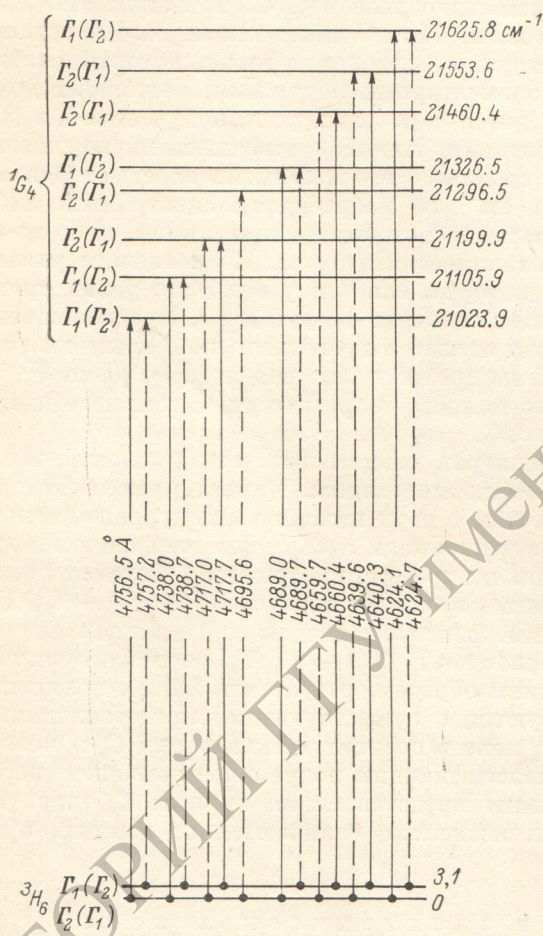 Γ₁(Γ₂) 21625.8 см⁻¹
Γ₂(Γ₁) 21553.6
Γ₂(Γ₁) 21460.4
Γ₁(Γ₂) 21326.5
¹G₄
Γ₂(Γ₁) 21296.5
Γ₂(Γ₁) 21199.9
Γ₁(Γ₂) 21105.9
Γ₁(Γ₂) 21023.9
4756.5 Å
4757.2
4738.0
4738.7
4717.0
4717.7
4695.6
4689.0
4689.7
4659.7
4660.4
4639.6
4640.3
4624.1
4624.7
³H₆
Γ₁(Γ₂) 3,1
Γ₂(Γ₁) 0
ТОРИЙ ГГУ имен